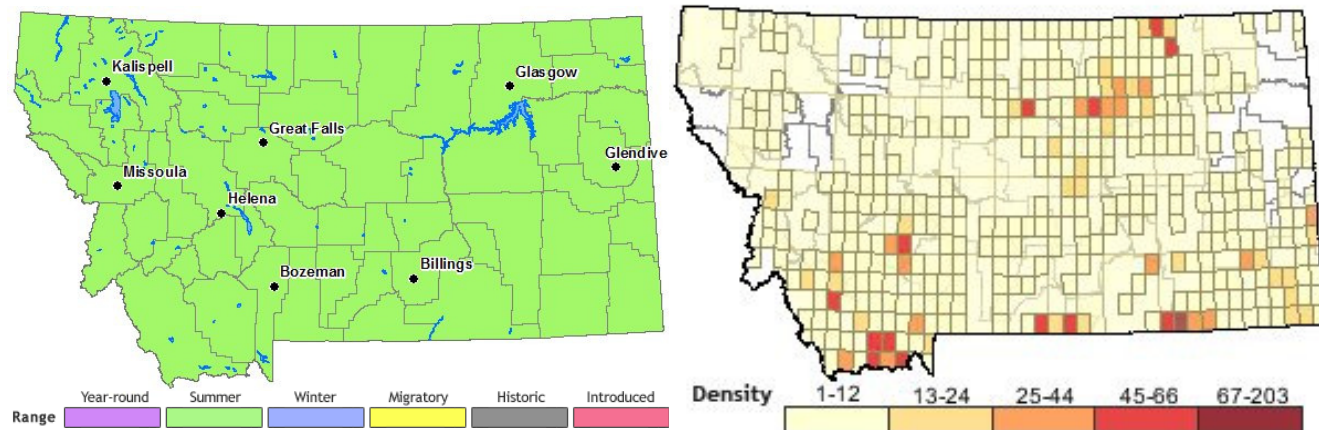 Kalispell
Glasgow
Great Falls
Glendive
Missoula
Helena
Bozeman
Billings
Range Year-round Summer Winter Migratory Historic Introduced
Density 1-12 13-24 25-44 45-66 67-203